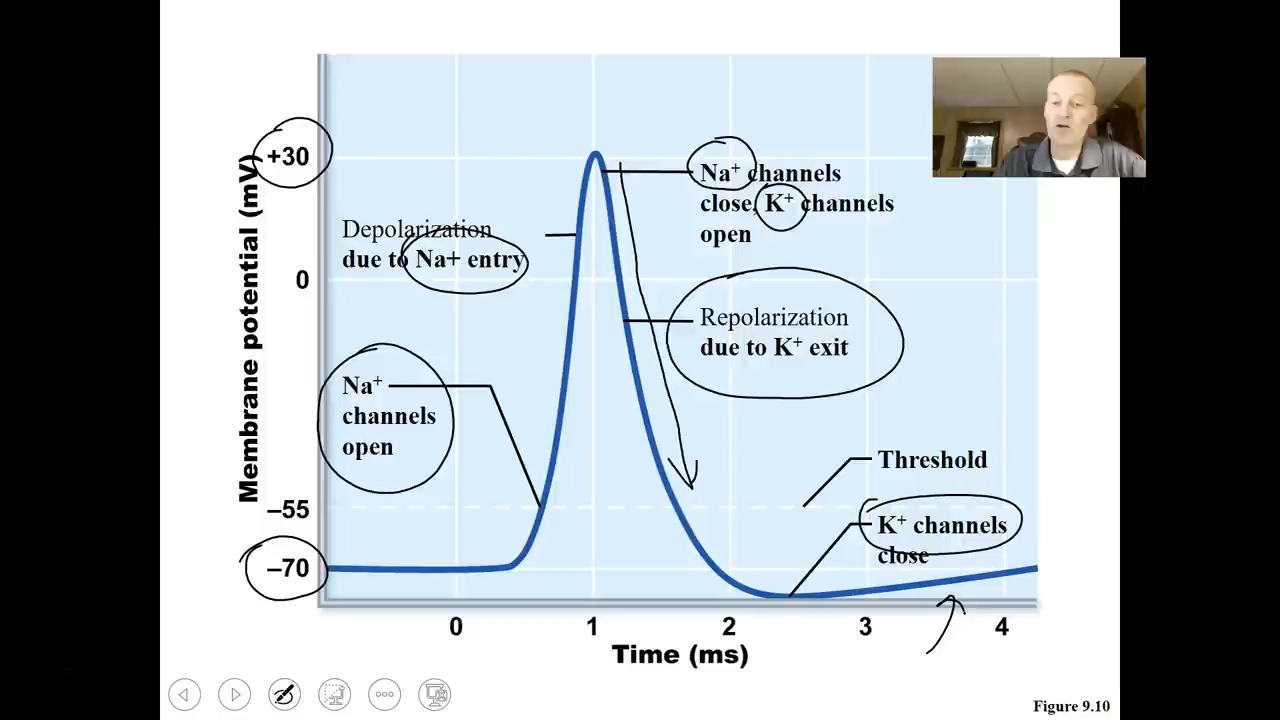 +30
0
–55
–70
Membrane potential (mV)
Depolarization
due to Na+ entry
Na⁺
channels
open
Na⁺ channels
close, K⁺ channels
open
Repolarization
due to K⁺ exit
Threshold
K⁺ channels
close
0 1 2 3 4
Time (ms)
Figure 9.10